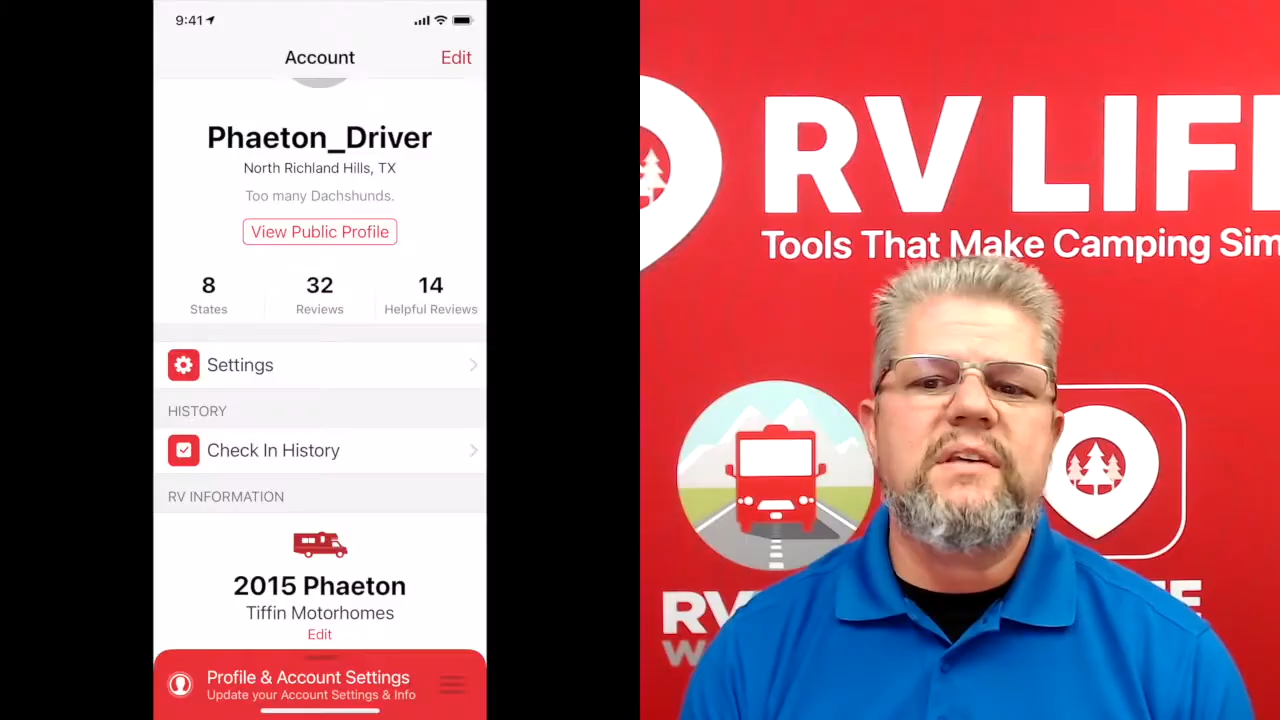 9:41
Account
Edit
Phaeton_Driver
North Richland Hills, TX
Too many Dachshunds.
View Public Profile
8
32
14
States
Reviews
Helpful Reviews
Settings
HISTORY
Check In History
RV INFORMATION
2015 Phaeton
Tiffin Motorhomes
Edit
Profile & Account Settings
Update your Account Settings & Info
RV LIFE
Tools That Make Camping Sim
RV